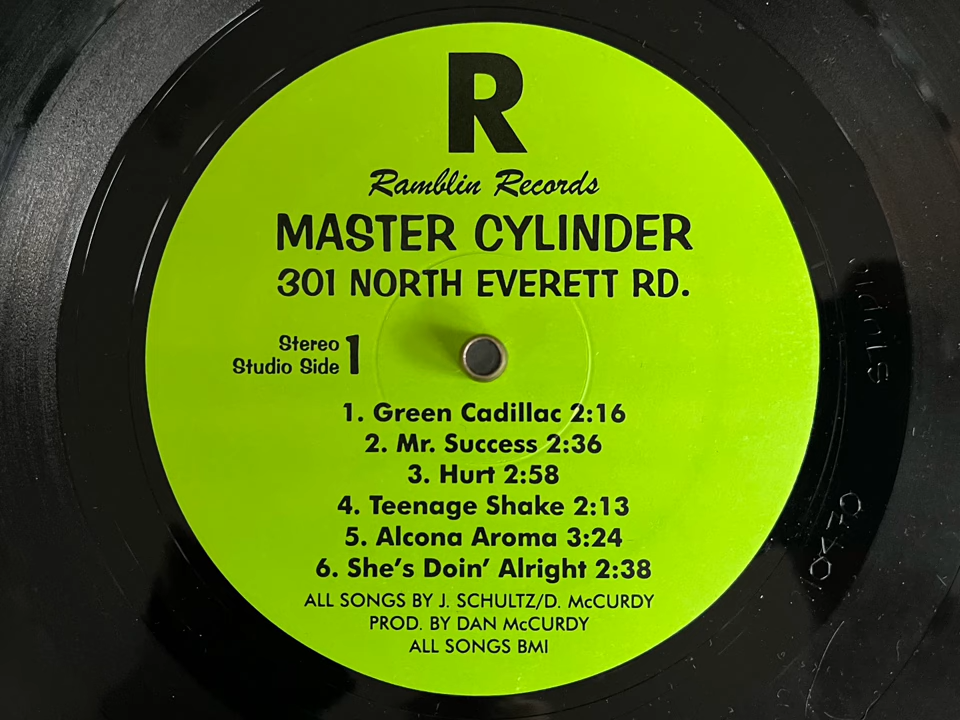 R
Ramblin Records
MASTER CYLINDER
301 NORTH EVERETT RD.
Stereo
Studio Side 1
1. Green Cadillac 2:16
2. Mr. Success 2:36
3. Hurt 2:58
4. Teenage Shake 2:13
5. Alcona Aroma 3:24
6. She's Doin' Alright 2:38
ALL SONGS BY J. SCHULTZ/D. McCURDY
PROD. BY DAN McCURDY
ALL SONGS BMI